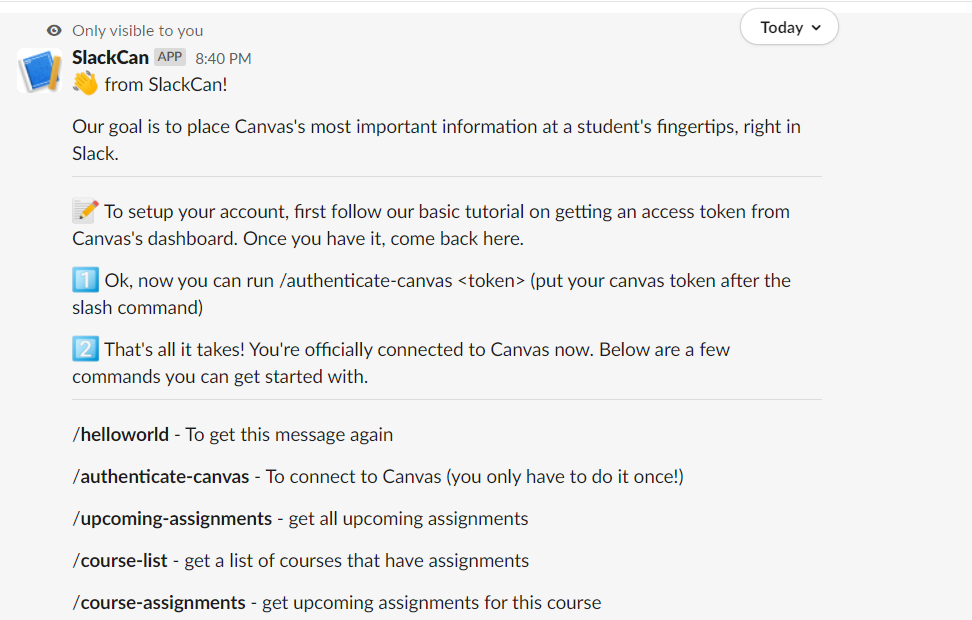 Only visible to you
Today
SlackCan APP 8:40 PM
👋 from SlackCan!
Our goal is to place Canvas's most important information at a student's fingertips, right in
Slack.
📝 To setup your account, first follow our basic tutorial on getting an access token from
Canvas's dashboard. Once you have it, come back here.
1️⃣ Ok, now you can run /authenticate-canvas <token> (put your canvas token after the
slash command)
2️⃣ That's all it takes! You're officially connected to Canvas now. Below are a few
commands you can get started with.
/helloworld - To get this message again
/authenticate-canvas - To connect to Canvas (you only have to do it once!)
/upcoming-assignments - get all upcoming assignments
/course-list - get a list of courses that have assignments
/course-assignments - get upcoming assignments for this course